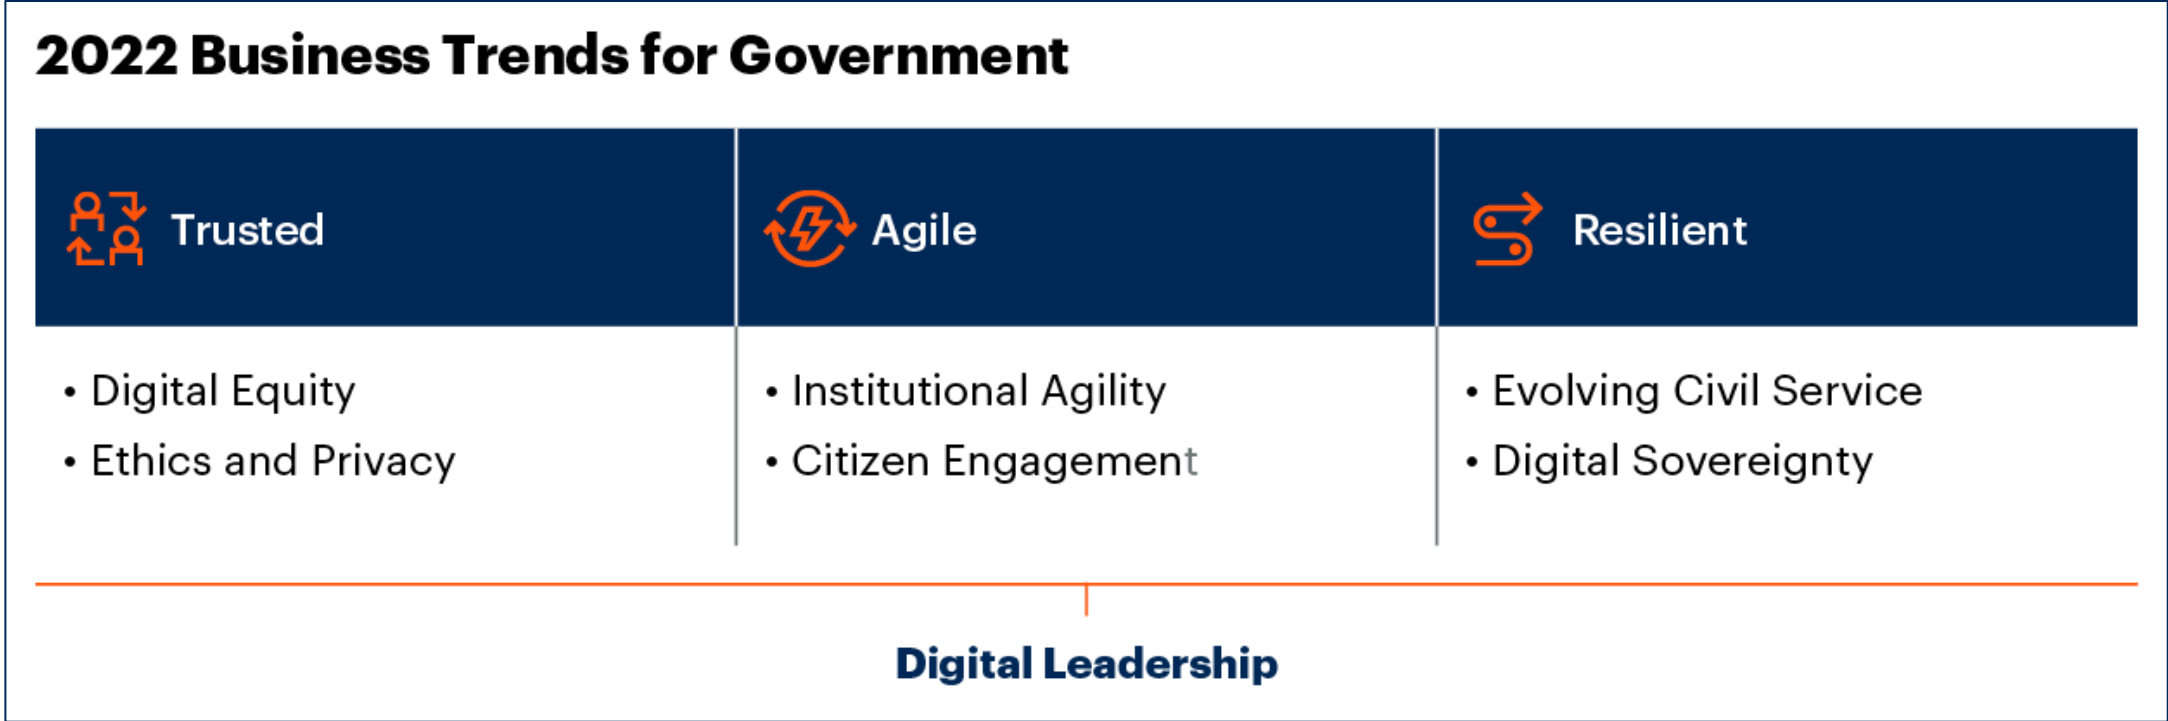 2022 Business Trends for Government
Trusted
Agile
Resilient
• Digital Equity
• Ethics and Privacy
• Institutional Agility
• Citizen Engagement
• Evolving Civil Service
• Digital Sovereignty
Digital Leadership